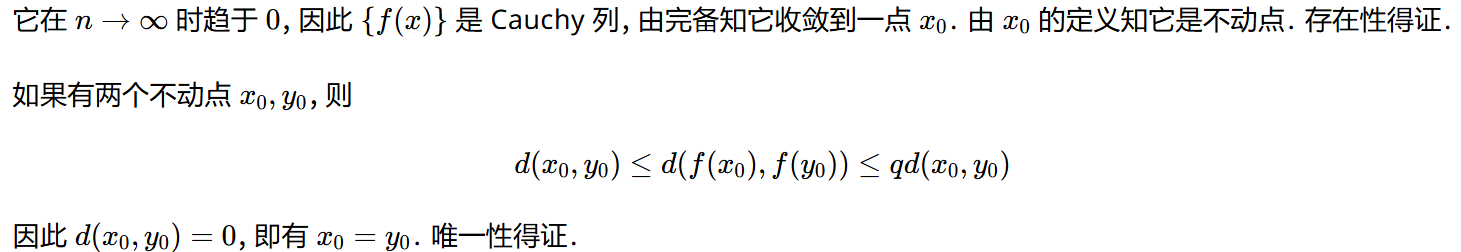 它在 n → ∞ 时趋于 0, 因此 {f(x)} 是 Cauchy 列, 由完备知它收敛到一点 x₀. 由 x₀ 的定义知它是不动点. 存在性得证.
如果有两个不动点 x₀, y₀, 则
d(x₀, y₀) ≤ d(f(x₀), f(y₀)) ≤ qd(x₀, y₀)
因此 d(x₀, y₀) = 0, 即有 x₀ = y₀. 唯一性得证.